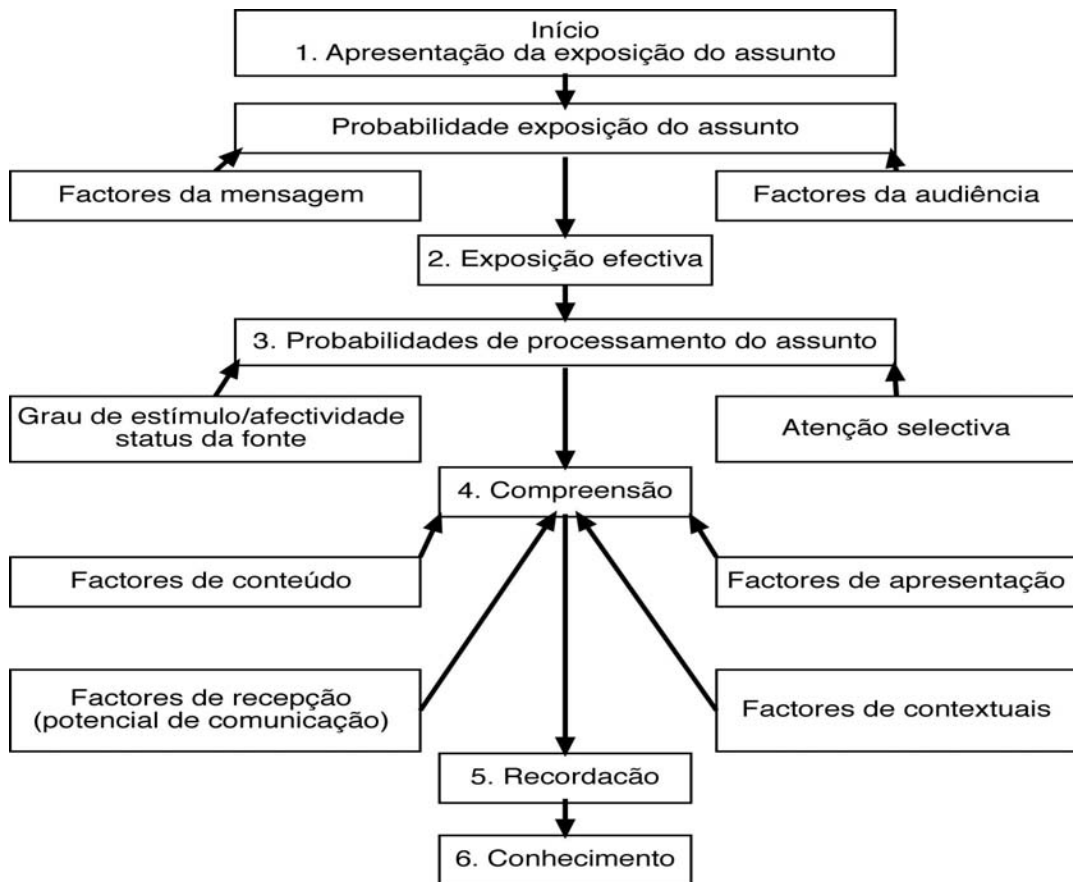 Início
1. Apresentação da exposição do assunto
Probabilidade exposição do assunto
Factores da mensagem
Factores da audiência
2. Exposição efectiva
3. Probabilidades de processamento do assunto
Grau de estímulo/afectividade
status da fonte
Atenção selectiva
4. Compreensão
Factores de conteúdo
Factores de apresentação
Factores de recepção
(potencial de comunicação)
Factores de contextuais
5. Recordacão
6. Conhecimento